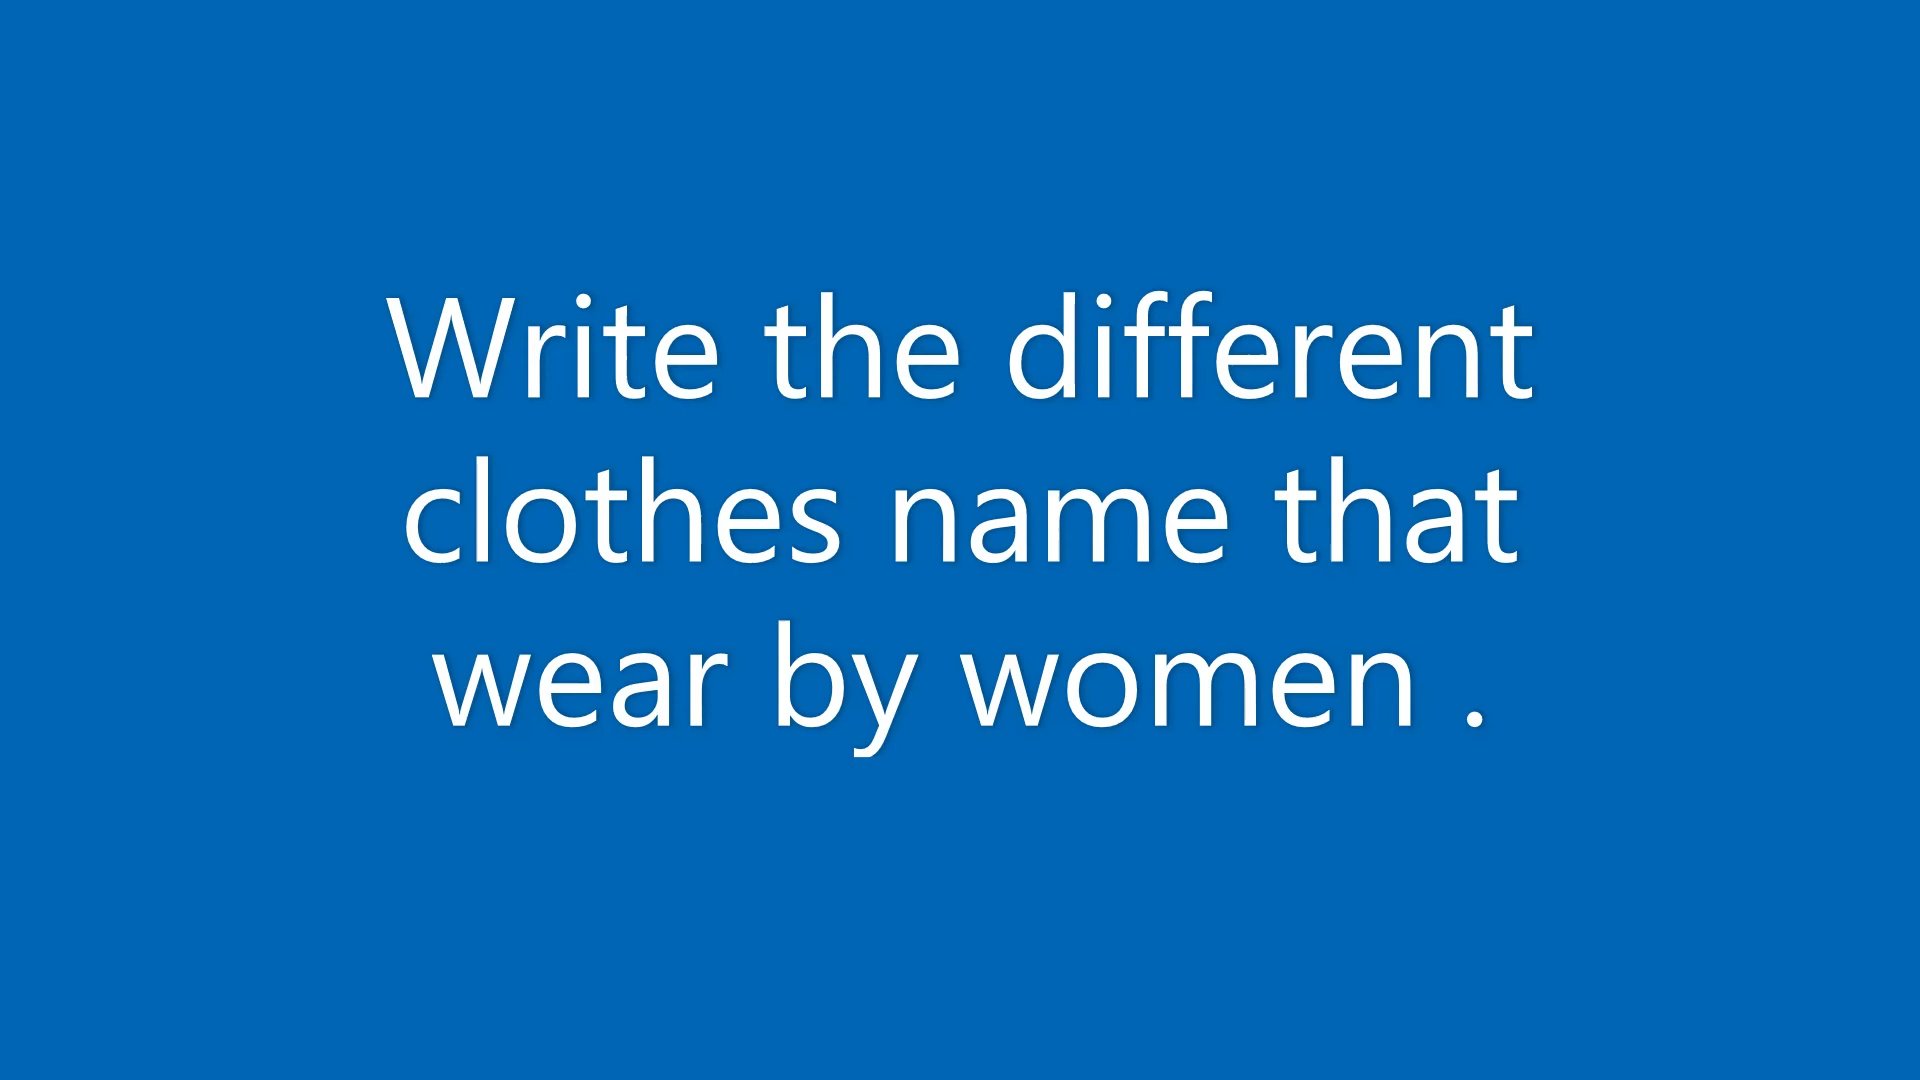 Write the different
clothes name that
wear by women .